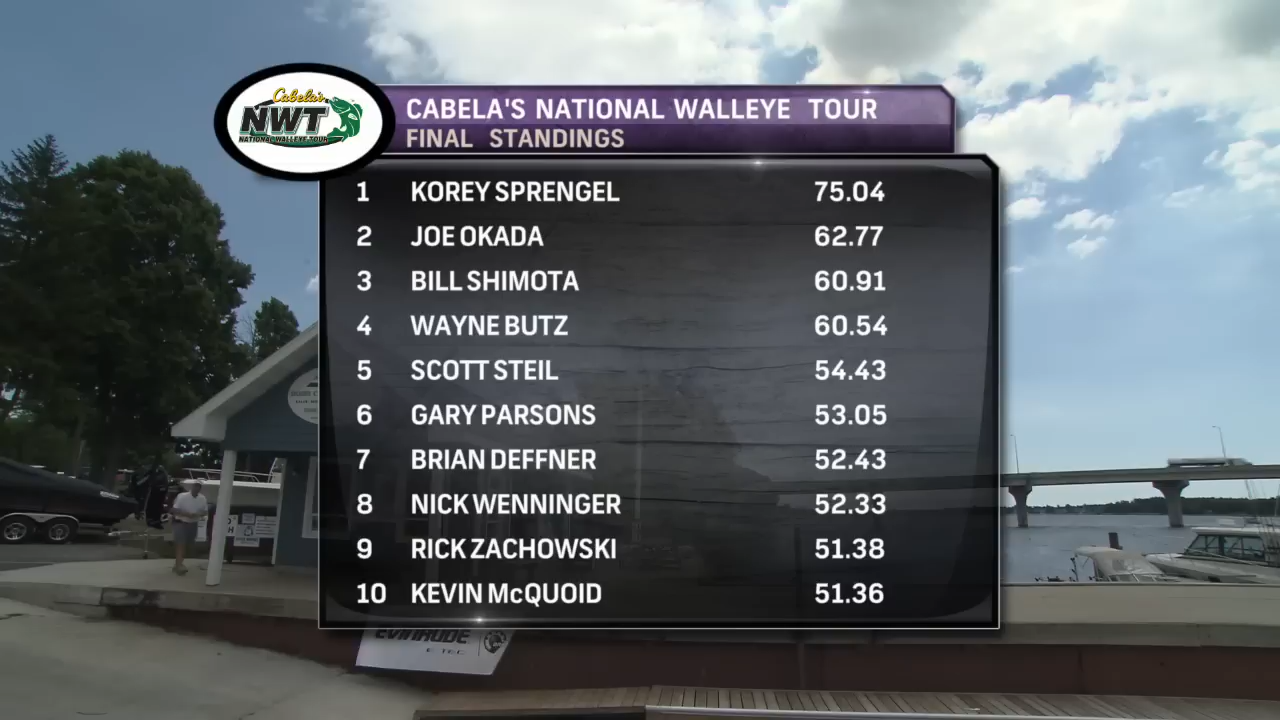 Cabela's
NWT
NATIONAL WALLEYE TOUR
CABELA'S NATIONAL WALLEYE TOUR
FINAL STANDINGS
1 KOREY SPRENGEL 75.04
2 JOE OKADA 62.77
3 BILL SHIMOTA 60.91
4 WAYNE BUTZ 60.54
5 SCOTT STEIL 54.43
6 GARY PARSONS 53.05
7 BRIAN DEFFNER 52.43
8 NICK WENNINGER 52.33
9 RICK ZACHOWSKI 51.38
10 KEVIN McQUOID 51.36
EVINRUDE
E TEC